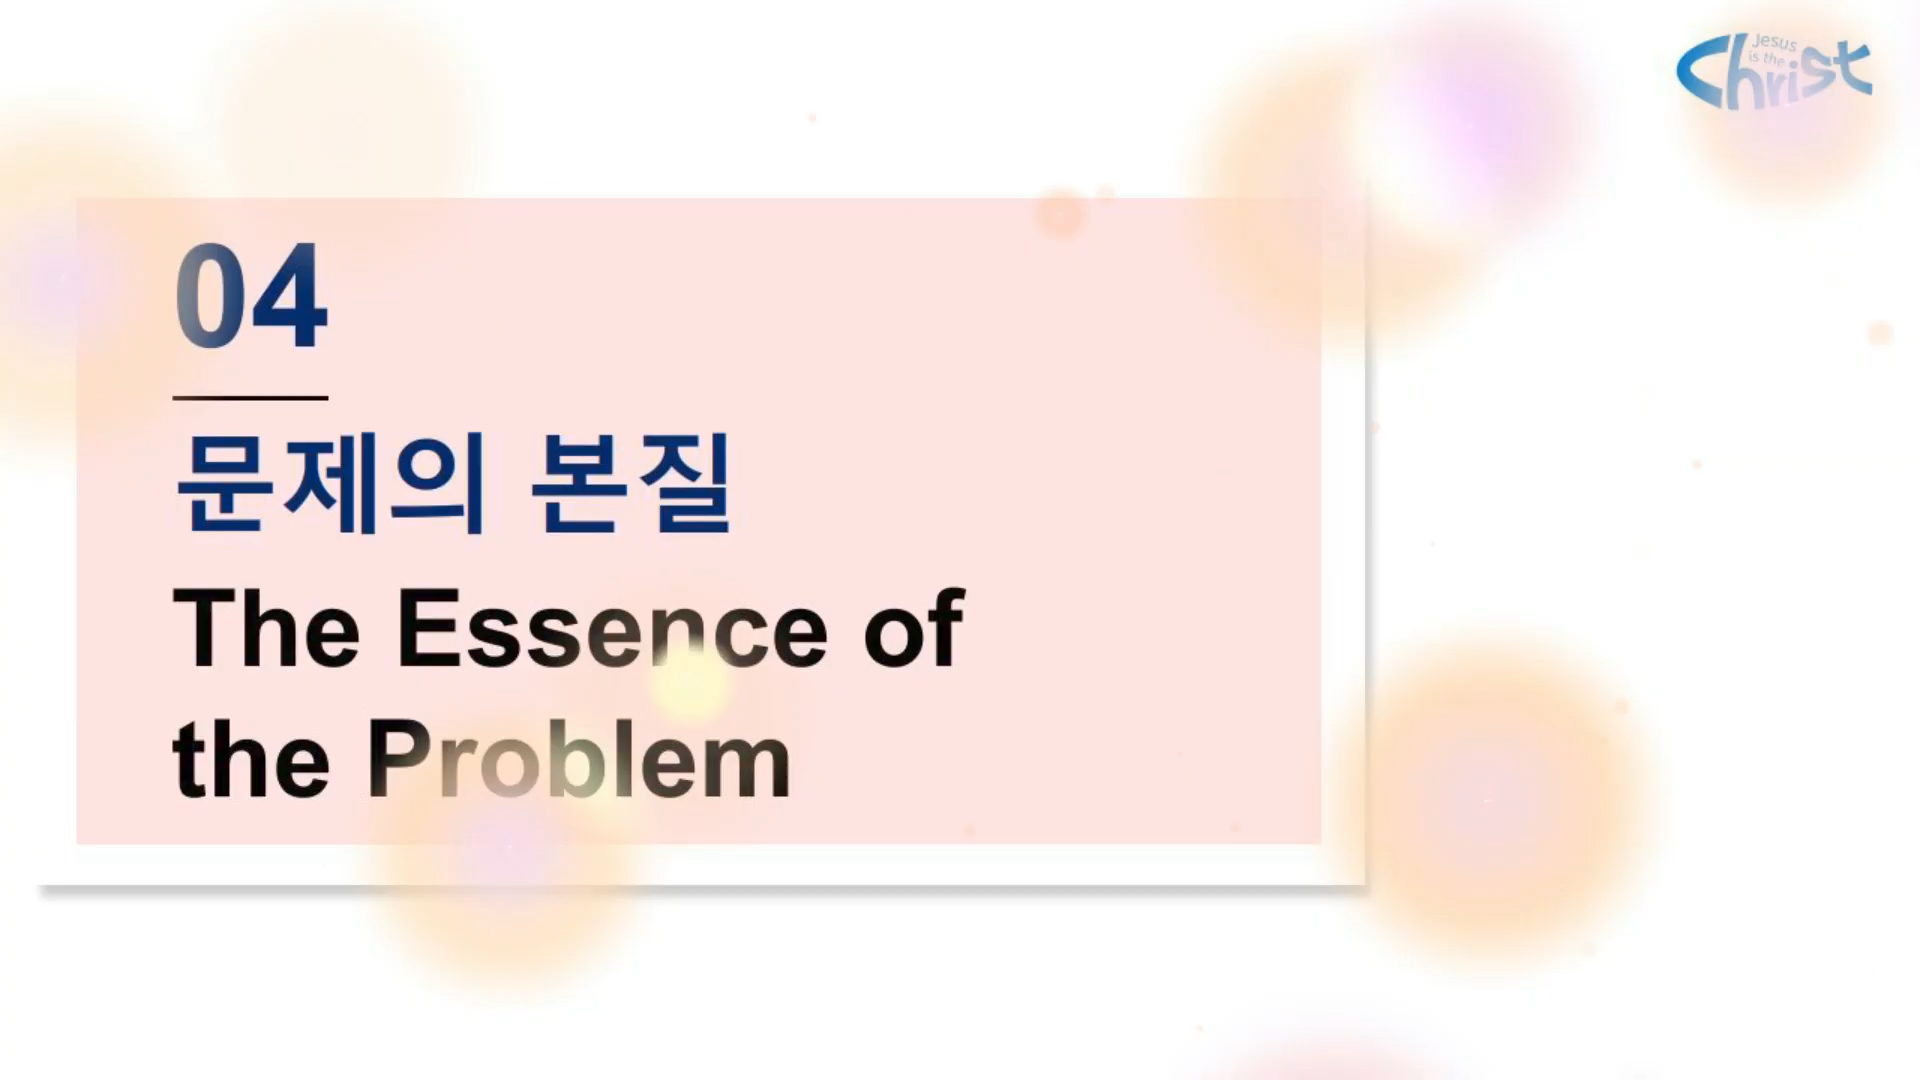 Jesus
is the
Christ
04
문제의 본질
The Essence of
the Problem